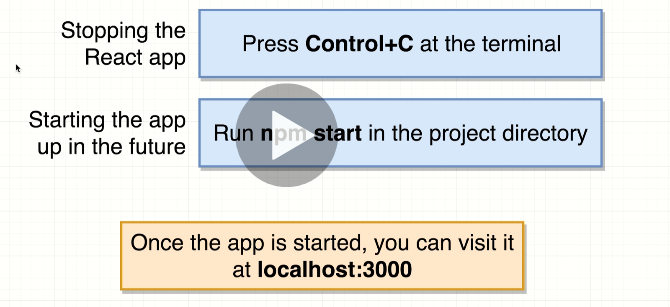 Stopping the
React app
Press Control+C at the terminal
Starting the app
up in the future
Run npm start in the project directory
Once the app is started, you can visit it
at localhost:3000